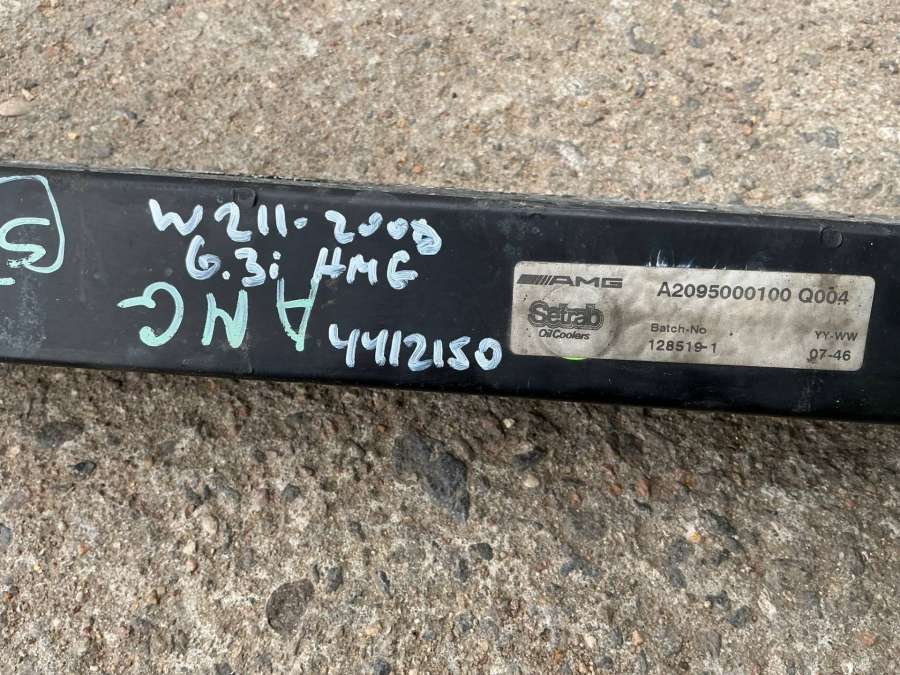 W211-2008
6.3i AMG
AMG
4412150
S
AMG
A2095000100 Q004
Setrab
Oil Coolers
Batch-No
YY-WW
128519-1
07-46